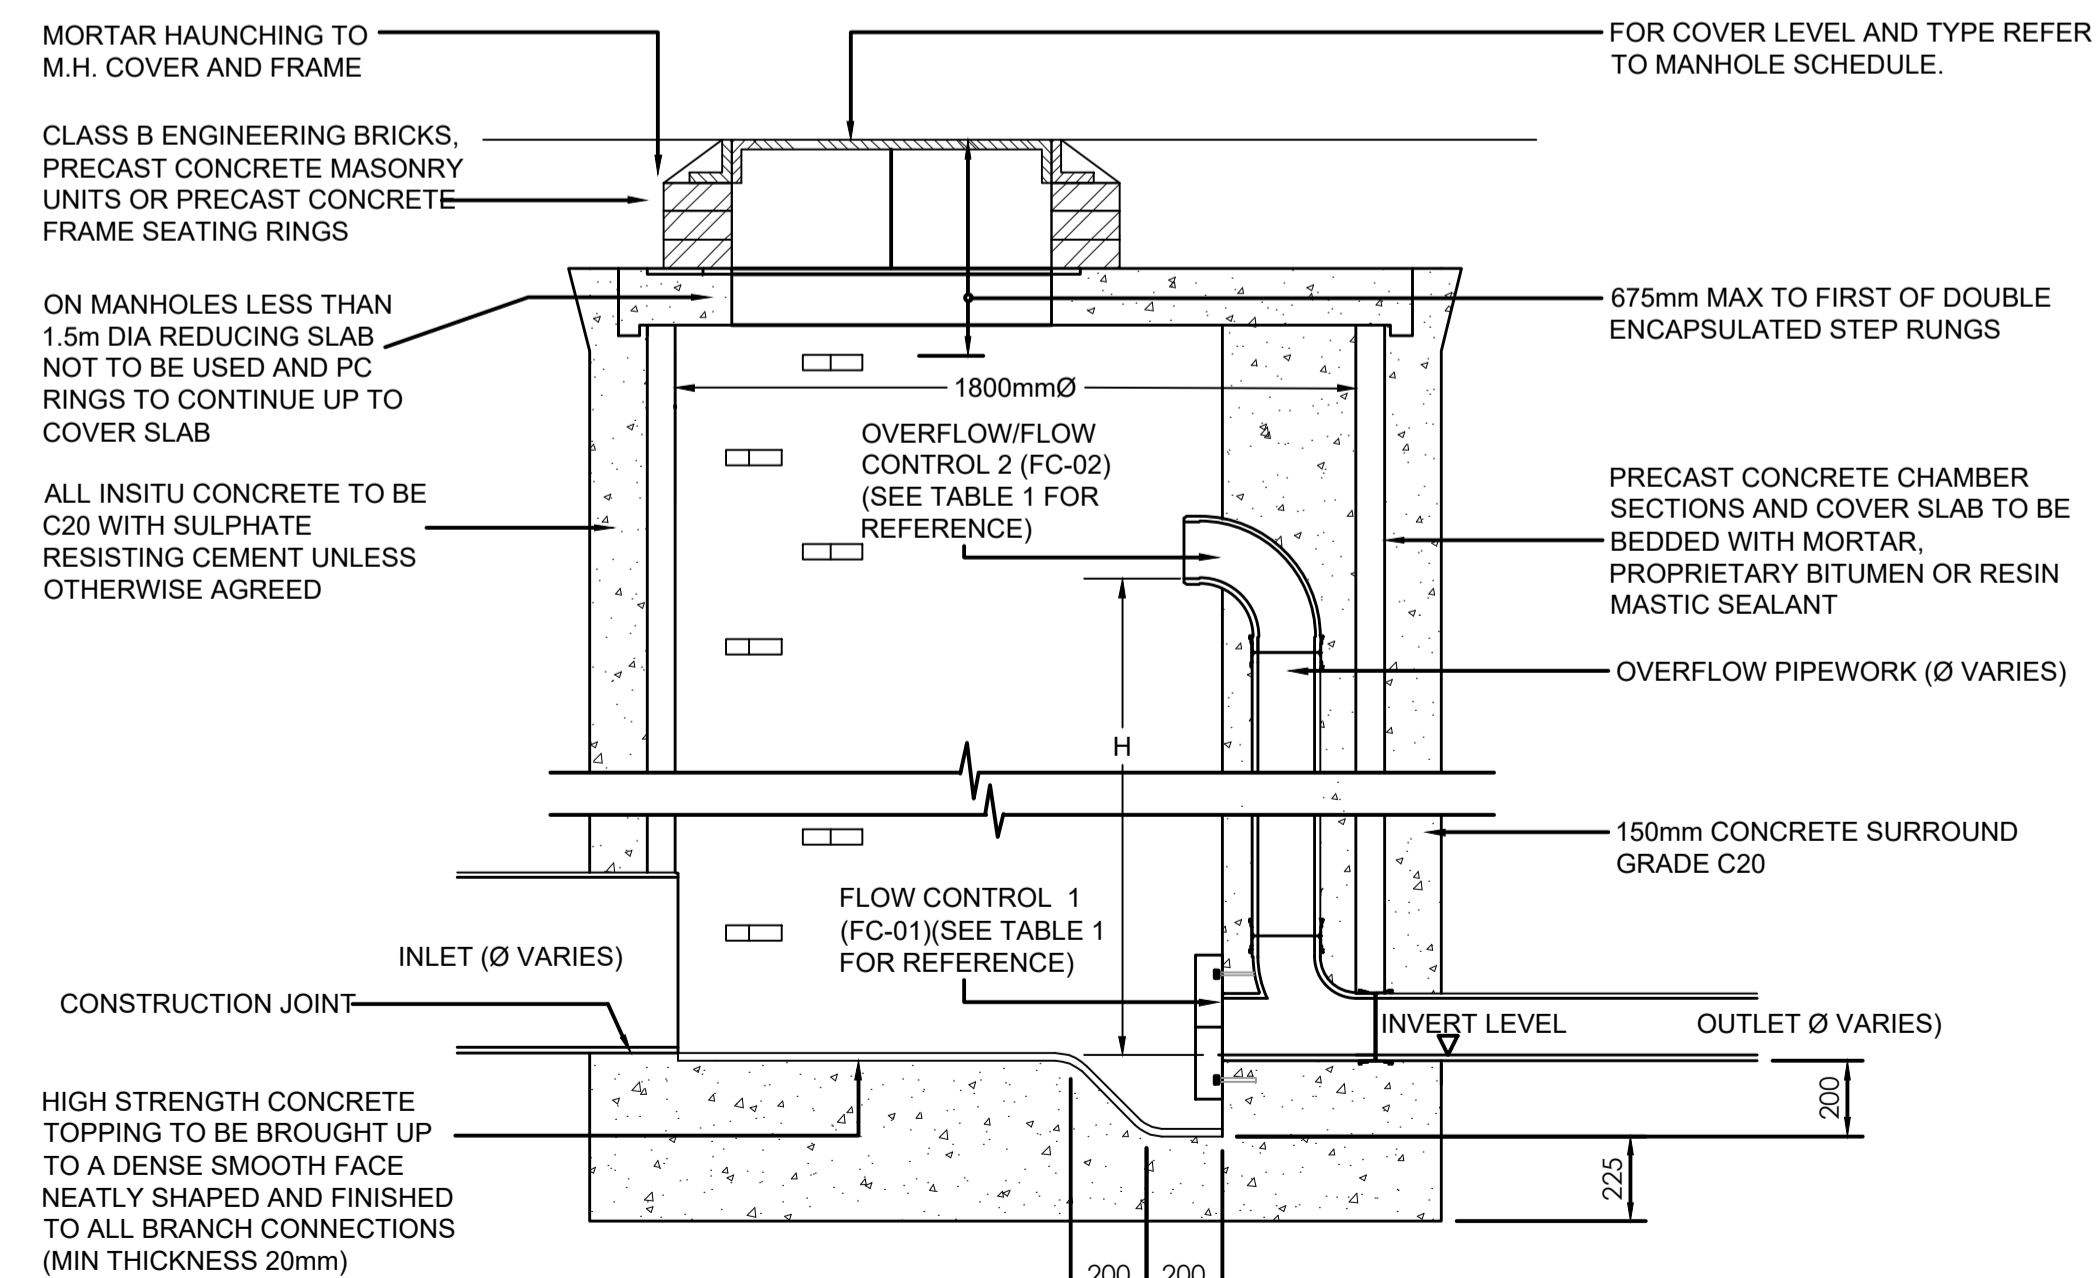 MORTAR HAUNCHING TO
M.H. COVER AND FRAME
FOR COVER LEVEL AND TYPE REFER
TO MANHOLE SCHEDULE.
CLASS B ENGINEERING BRICKS,
PRECAST CONCRETE MASONRY
UNITS OR PRECAST CONCRETE
FRAME SEATING RINGS
ON MANHOLES LESS THAN
1.5m DIA REDUCING SLAB
NOT TO BE USED AND PC
RINGS TO CONTINUE UP TO
COVER SLAB
675mm MAX TO FIRST OF DOUBLE
ENCAPSULATED STEP RUNGS
1800mmØ
OVERFLOW/FLOW
CONTROL 2 (FC-02)
(SEE TABLE 1 FOR
REFERENCE)
ALL INSITU CONCRETE TO BE
C20 WITH SULPHATE
RESISTING CEMENT UNLESS
OTHERWISE AGREED
PRECAST CONCRETE CHAMBER
SECTIONS AND COVER SLAB TO BE
BEDDED WITH MORTAR,
PROPRIETARY BITUMEN OR RESIN
MASTIC SEALANT
OVERFLOW PIPEWORK (Ø VARIES)
H
150mm CONCRETE SURROUND
GRADE C20
FLOW CONTROL 1
(FC-01)(SEE TABLE 1
FOR REFERENCE)
INLET (Ø VARIES)
CONSTRUCTION JOINT
INVERT LEVEL
OUTLET Ø VARIES)
HIGH STRENGTH CONCRETE
TOPPING TO BE BROUGHT UP
TO A DENSE SMOOTH FACE
NEATLY SHAPED AND FINISHED
TO ALL BRANCH CONNECTIONS
(MIN THICKNESS 20mm)
200
225
200 200